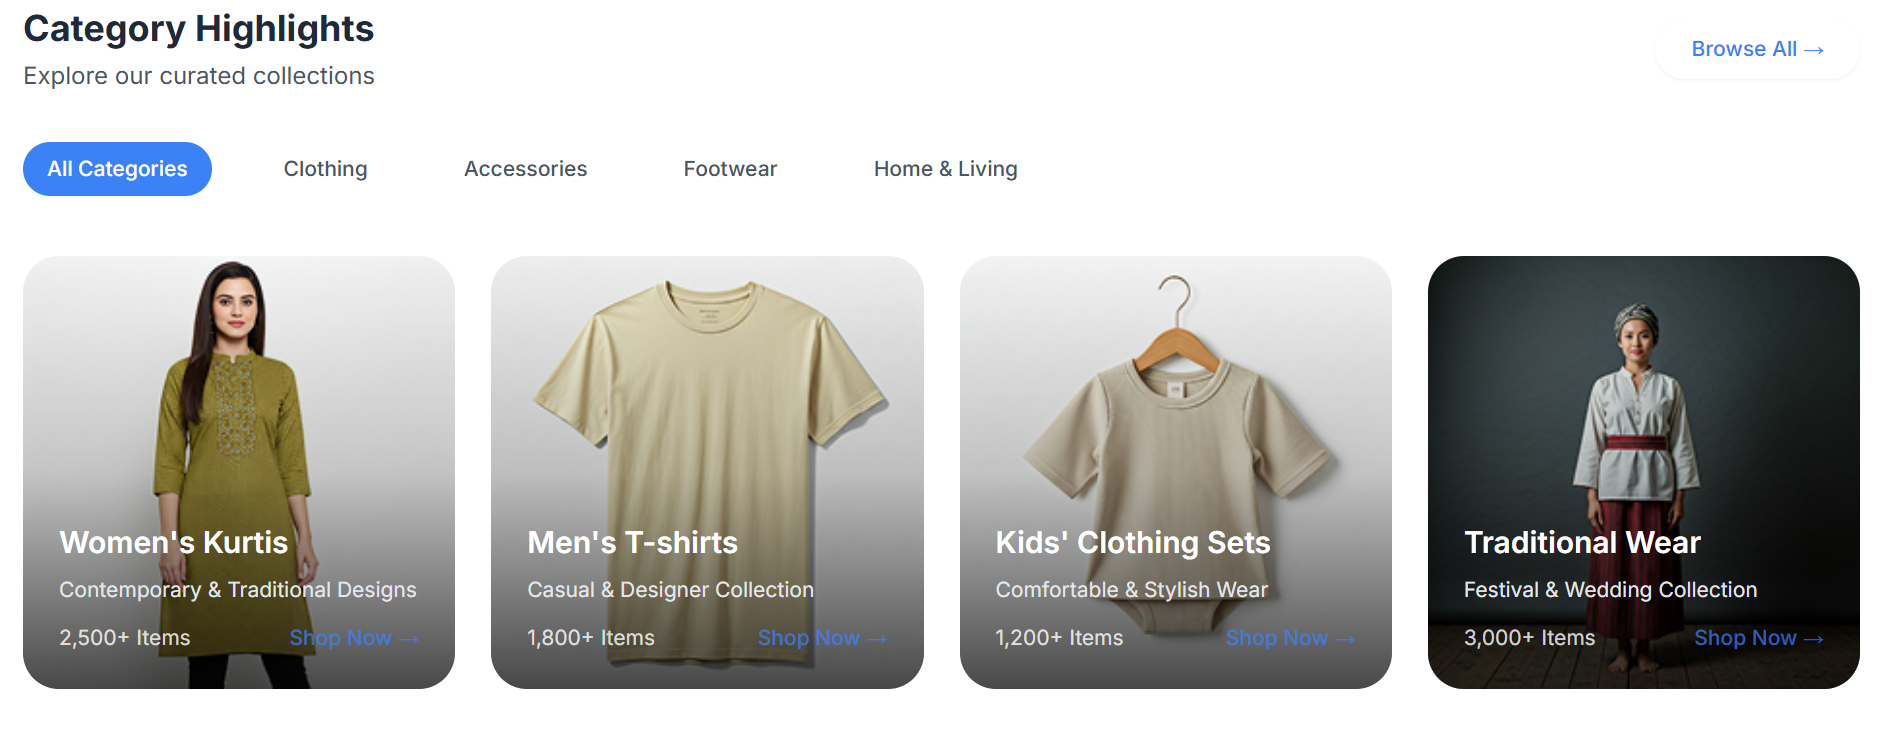 Category Highlights
Explore our curated collections
Browse All →
All Categories
Clothing
Accessories
Footwear
Home & Living
Women's Kurtis
Contemporary & Traditional Designs
2,500+ Items
Shop Now →
Men's T-shirts
Casual & Designer Collection
1,800+ Items
Shop Now →
Kids' Clothing Sets
Comfortable & Stylish Wear
1,200+ Items
Shop Now →
Traditional Wear
Festival & Wedding Collection
3,000+ Items
Shop Now →